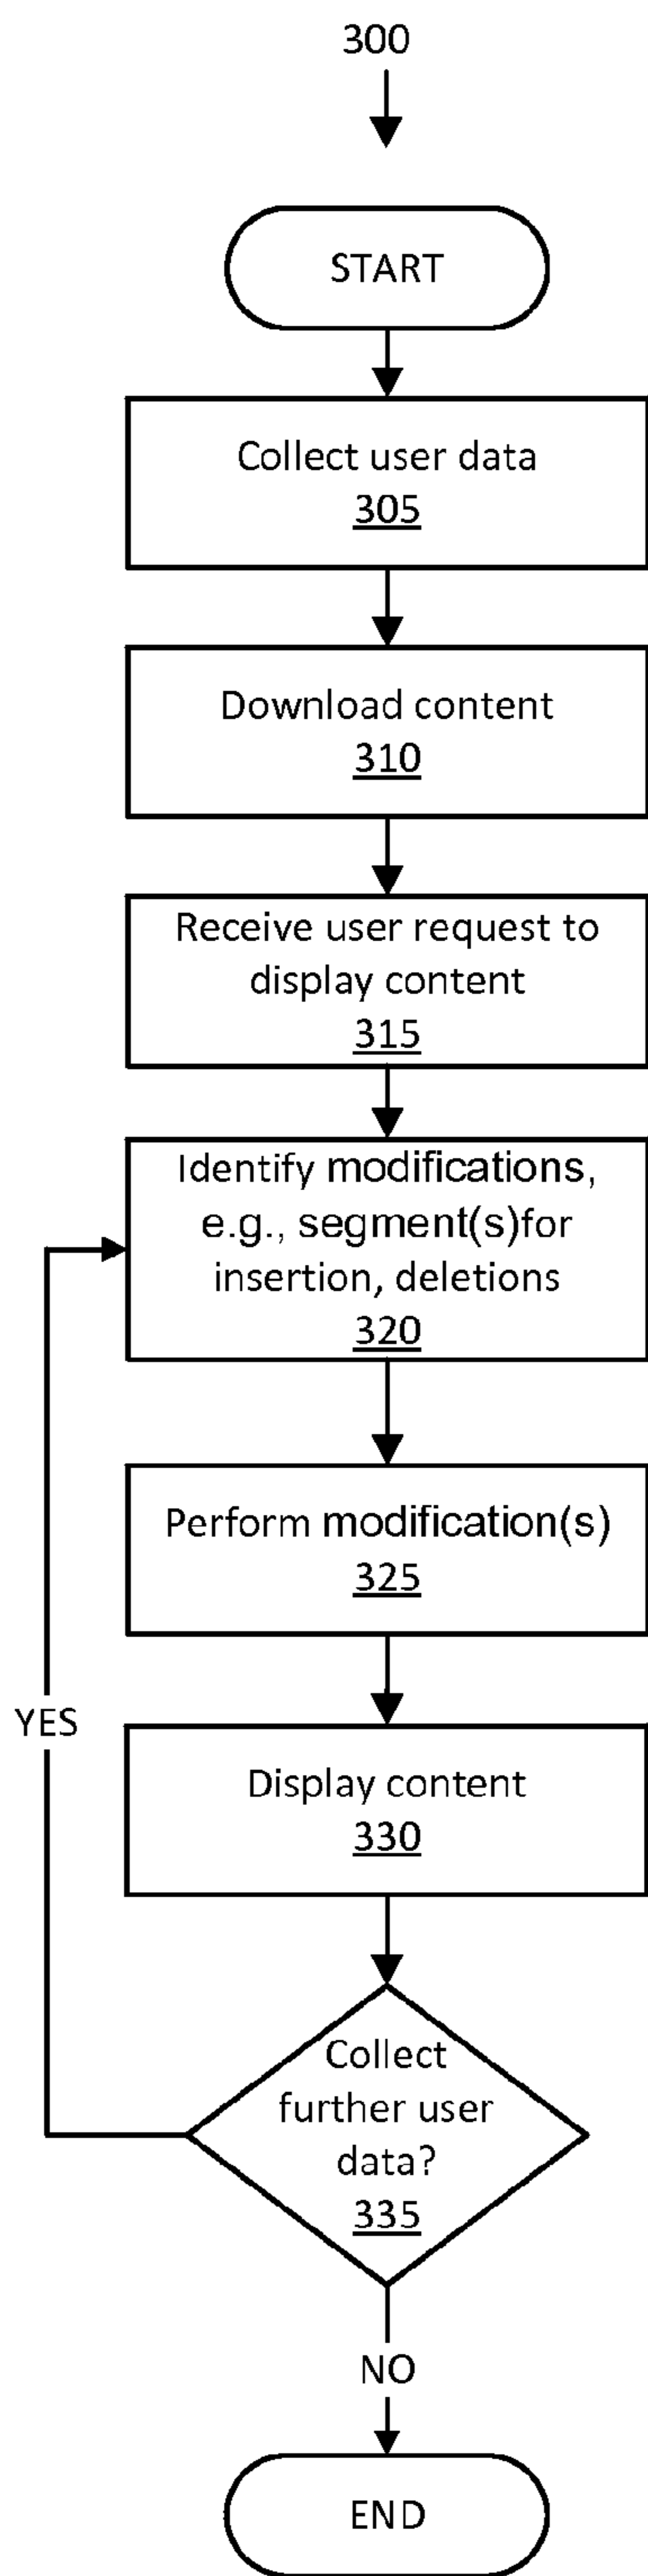 300
START
Collect user data
305
Download content
310
Receive user request to
display content
315
Identify modifications,
e.g., segment(s)for
insertion, deletions
320
Perform modification(s)
325
YES
Display content
330
Collect
further user
data?
335
NO
END